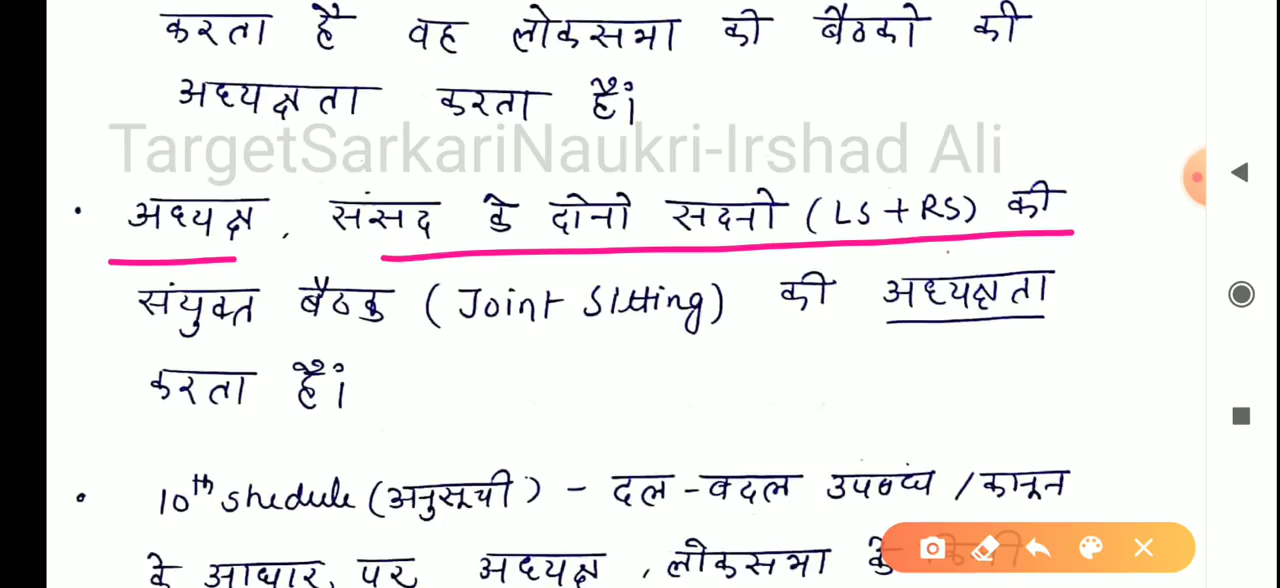 करता है वह लोकसभा की बैठको की
अध्यक्षता करता है।
TargetSarkariNaukri-Irshad Ali
• अध्यक्ष, संसद के दोनो सदनो (LS + RS) की
संयुक्त बैठक (Joint Sitting) की अध्यक्षता
करता है।
• 10th shedule (अनुसूची) - दल-बदल उपबंध / कानून
के आधार पर अध्यक्ष, लोकसभा के